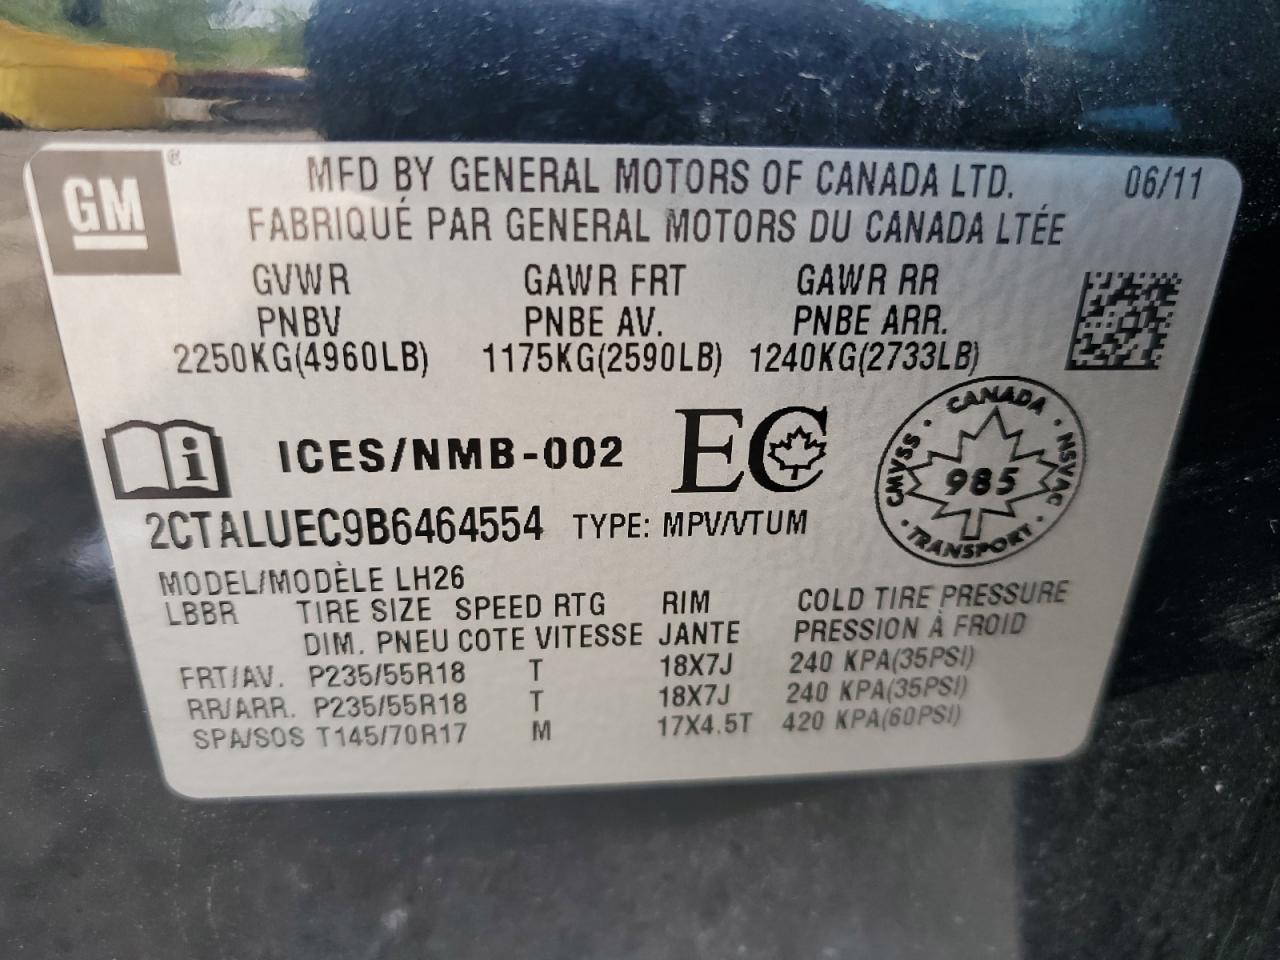 GM ®
MFD BY GENERAL MOTORS OF CANADA LTD. 06/11
FABRIQUÉ PAR GENERAL MOTORS DU CANADA LTÉE
GVWR GAWR FRT GAWR RR
PNBV PNBE AV. PNBE ARR.
2250KG(4960LB) 1175KG(2590LB) 1240KG(2733LB)
i ICES/NMB-002 EC
CANADA
CMVSS · 985 · NSVAC
TRANSPORT
2CTALUEC9B6464554 TYPE: MPV/VTUM
MODEL/MODÈLE LH26
LBBR TIRE SIZE SPEED RTG RIM COLD TIRE PRESSURE
DIM. PNEU COTE VITESSE JANTE PRESSION À FROID
FRT/AV. P235/55R18 T 18X7J 240 KPA(35PSI)
RR/ARR. P235/55R18 T 18X7J 240 KPA(35PSI)
SPA/SOS T145/70R17 M 17X4.5T 420 KPA(60PSI)